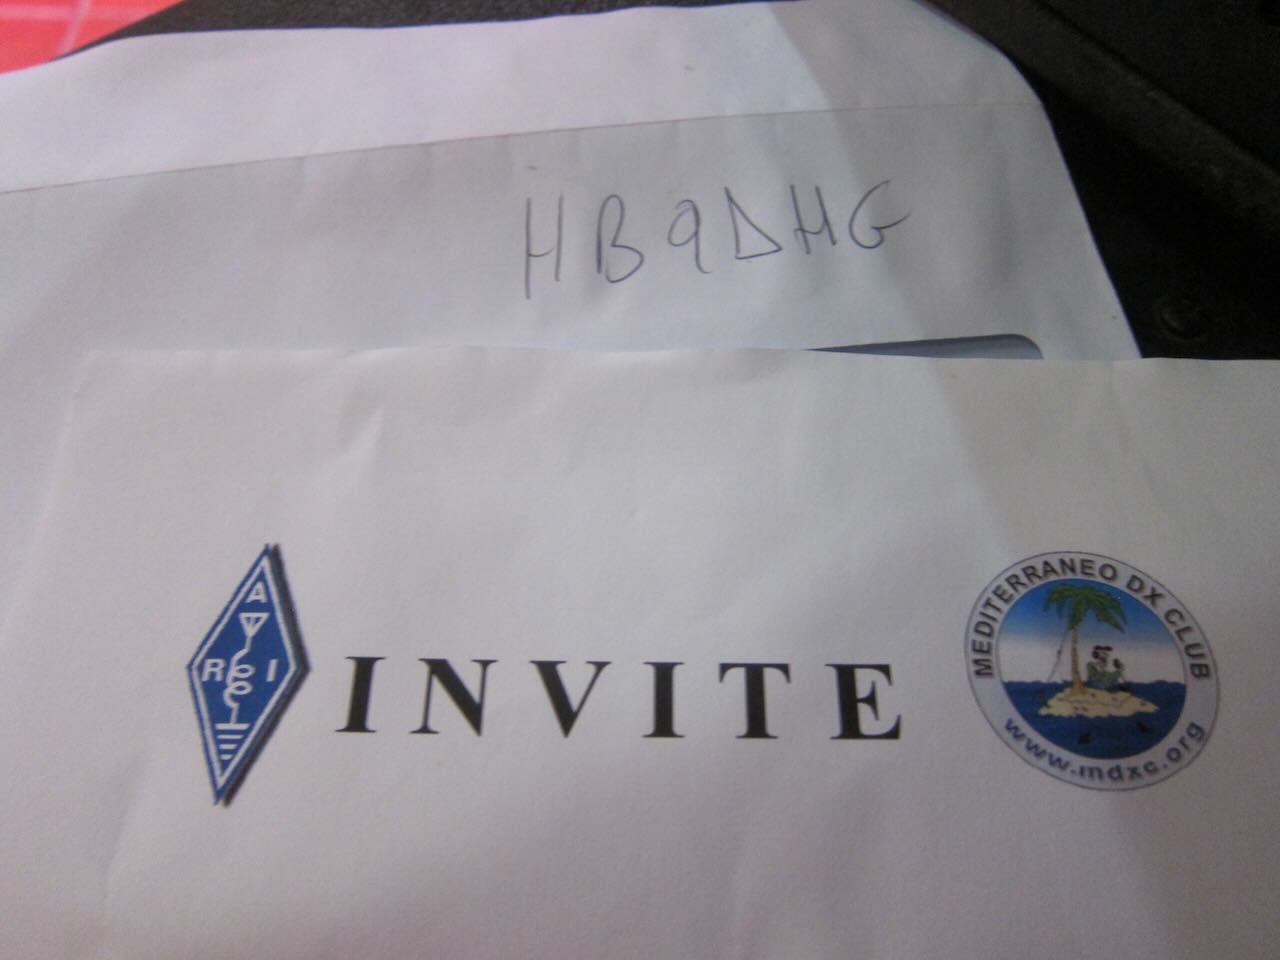 HB9DHG
A
R I
INVITE
MEDITERRANEO DX CLUB
www.mdxc.org